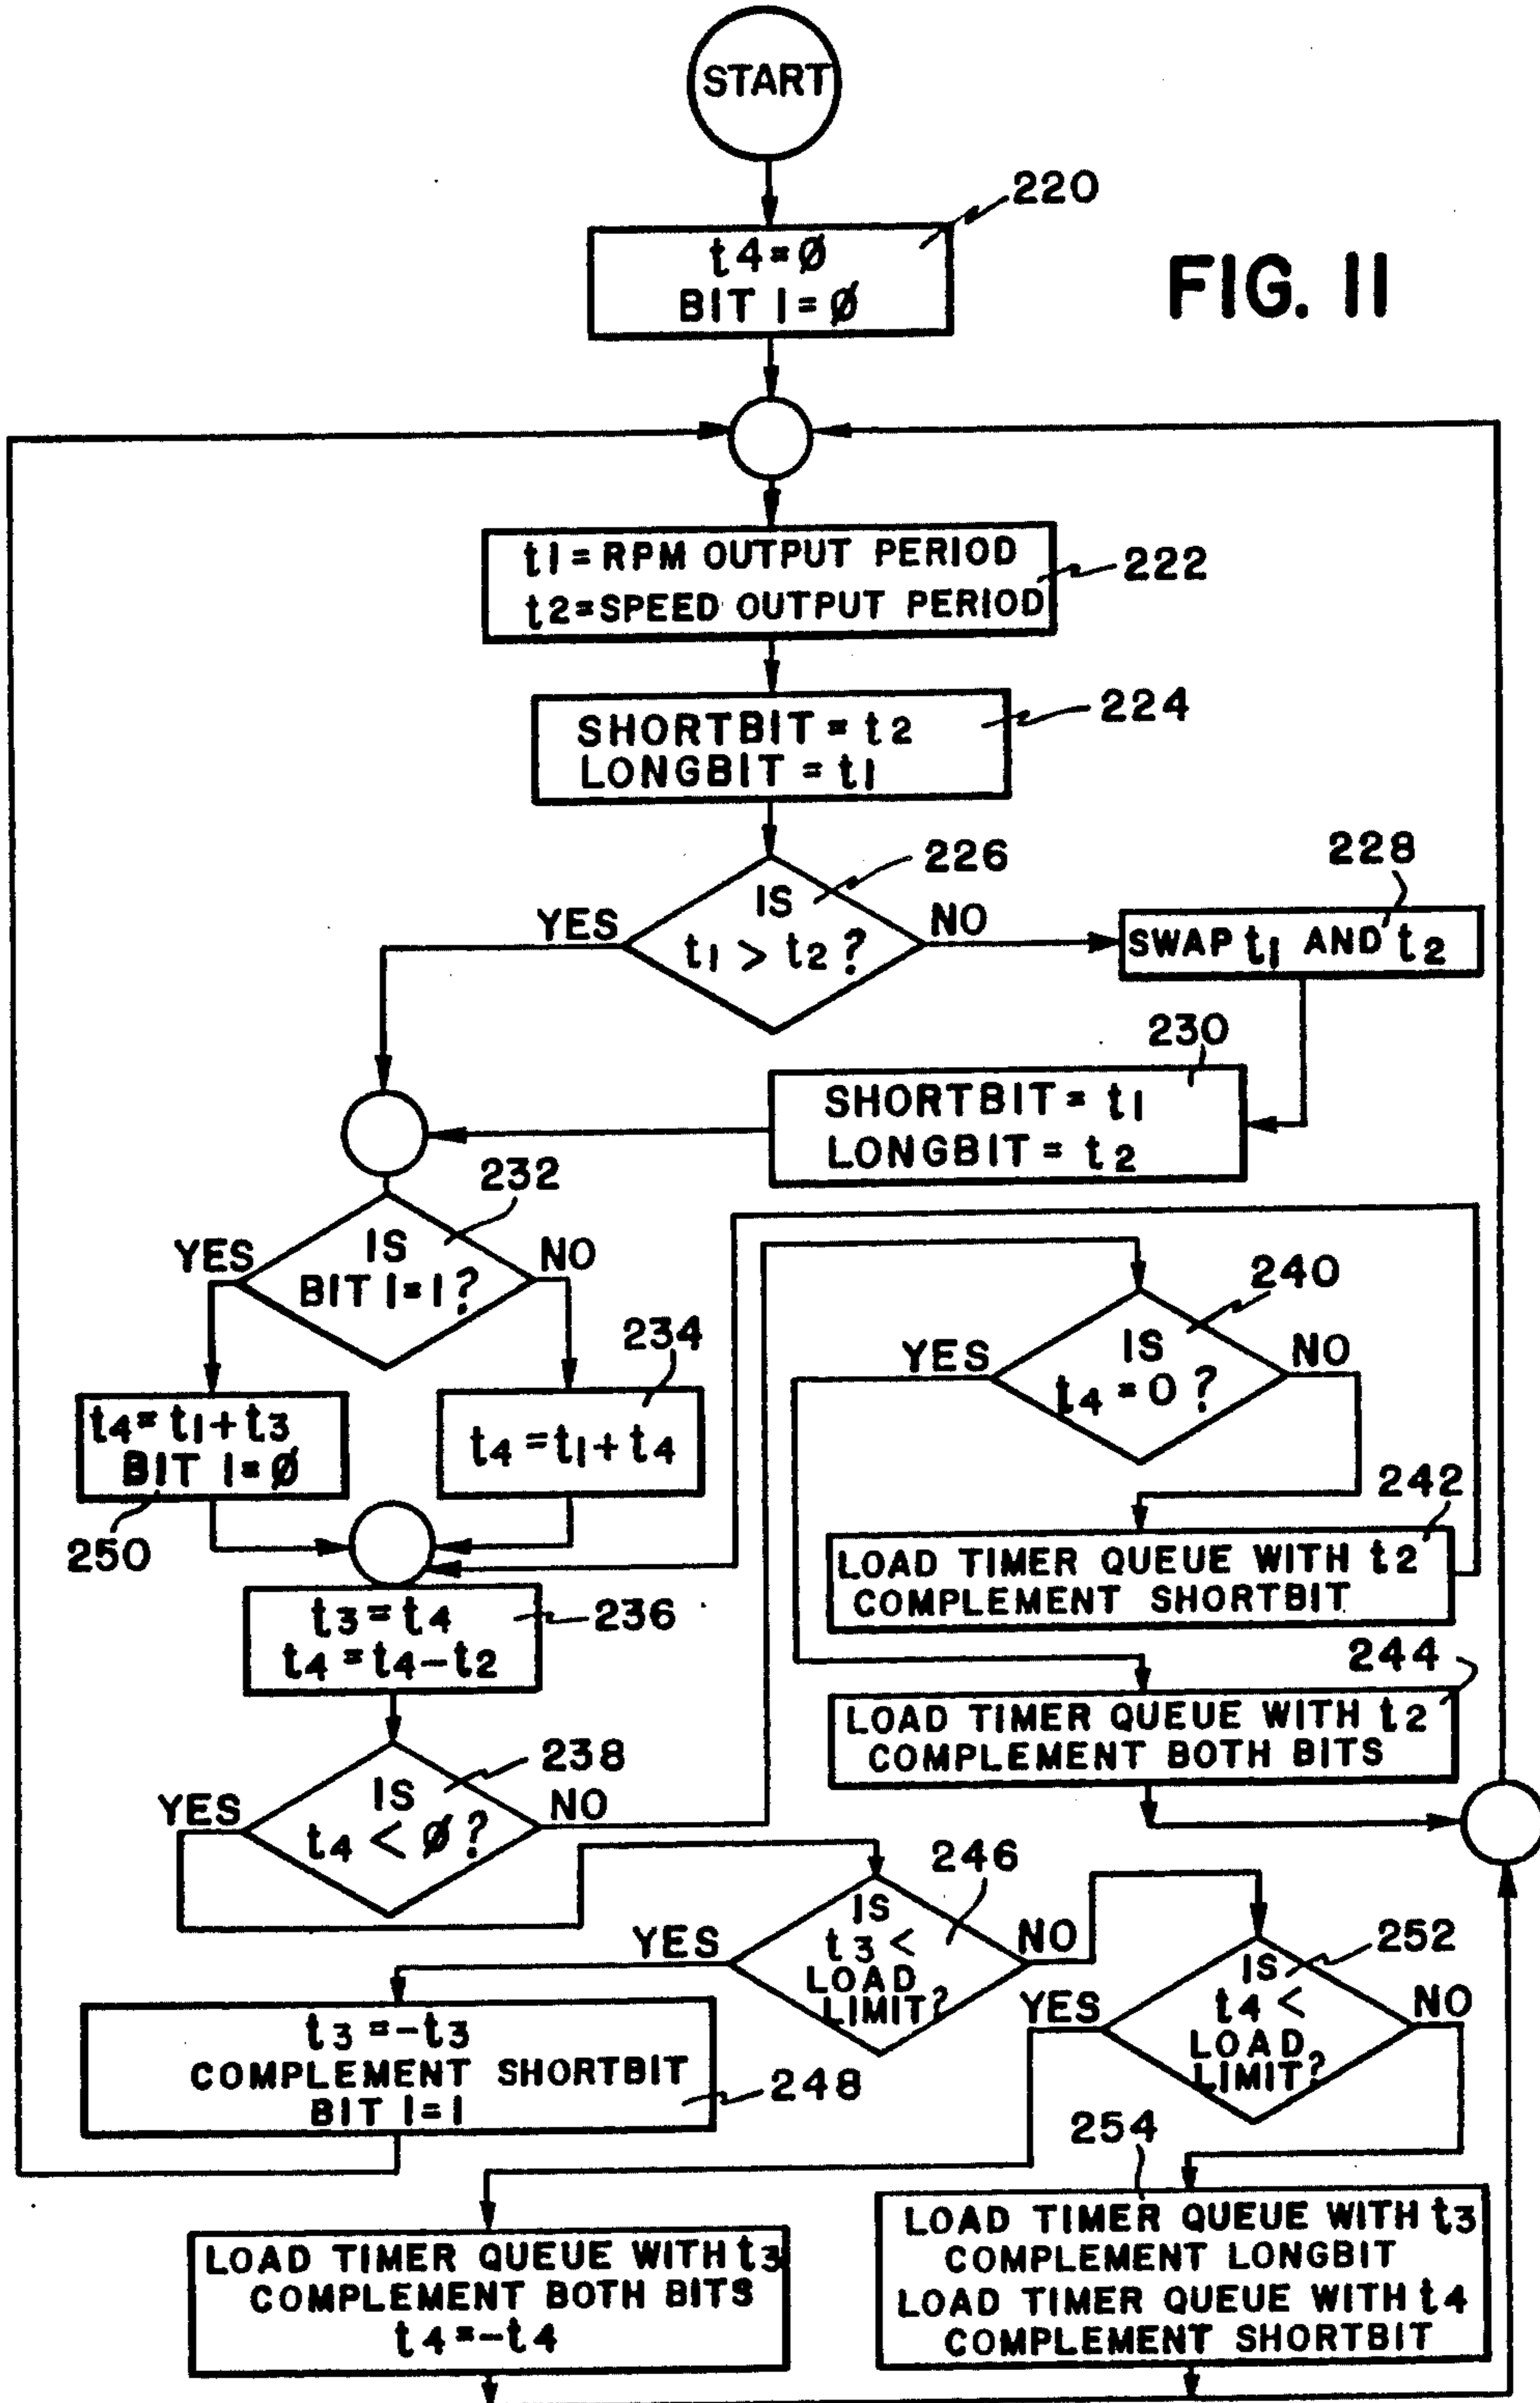 START
220
t4=Ø
BIT 1=Ø
FIG. 11
t1=RPM OUTPUT PERIOD
t2=SPEED OUTPUT PERIOD
222
SHORTBIT = t2
LONGBIT = t1
224
226
IS
t1 > t2?
YES
NO
228
SWAP t1 AND t2
230
SHORTBIT = t1
LONGBIT = t2
232
IS
BIT 1=1?
YES
NO
234
t4=t1+t3
BIT 1=Ø
250
t4=t1+t4
240
IS
t4=0?
YES
NO
242
LOAD TIMER QUEUE WITH t2
COMPLEMENT SHORTBIT
t3=t4
t4=t4-t2
236
244
LOAD TIMER QUEUE WITH t2
COMPLEMENT BOTH BITS
238
IS
t4 < Ø?
YES
NO
246
IS
t3 <
LOAD
LIMIT?
YES
NO
252
IS
t4 <
LOAD
LIMIT?
YES
NO
t3=-t3
COMPLEMENT SHORTBIT
BIT 1=1
248
254
LOAD TIMER QUEUE WITH t3
COMPLEMENT BOTH BITS
t4=-t4
LOAD TIMER QUEUE WITH t3
COMPLEMENT LONGBIT
LOAD TIMER QUEUE WITH t4
COMPLEMENT SHORTBIT